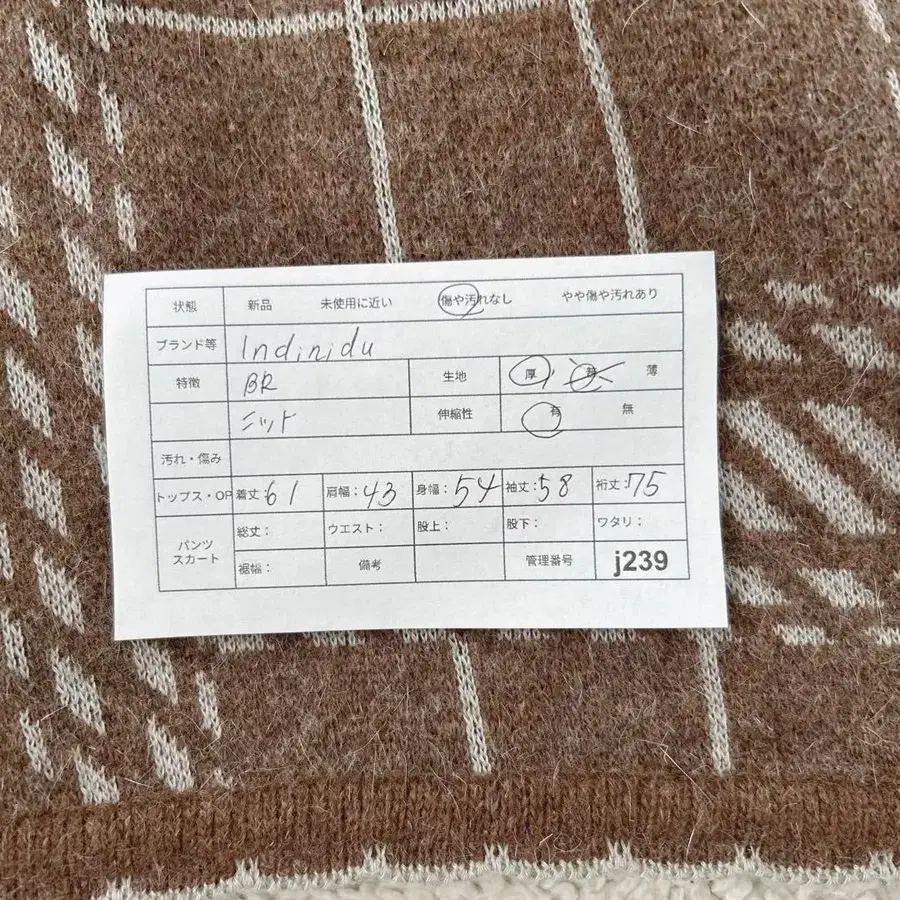 状態 新品 未使用に近い 傷や汚れなし やや傷や汚れあり
ブランド等 Indinidu
特徴 BR 生地 厚 薄
ニット 伸縮性 有 無
汚れ・傷み
トップス・OP 着丈:61 肩幅:43 身幅:54 袖丈:58 裄丈:75
パンツ スカート 総丈: ウエスト: 股上: 股下: ワタリ:
裾幅: 備考 管理番号 j239